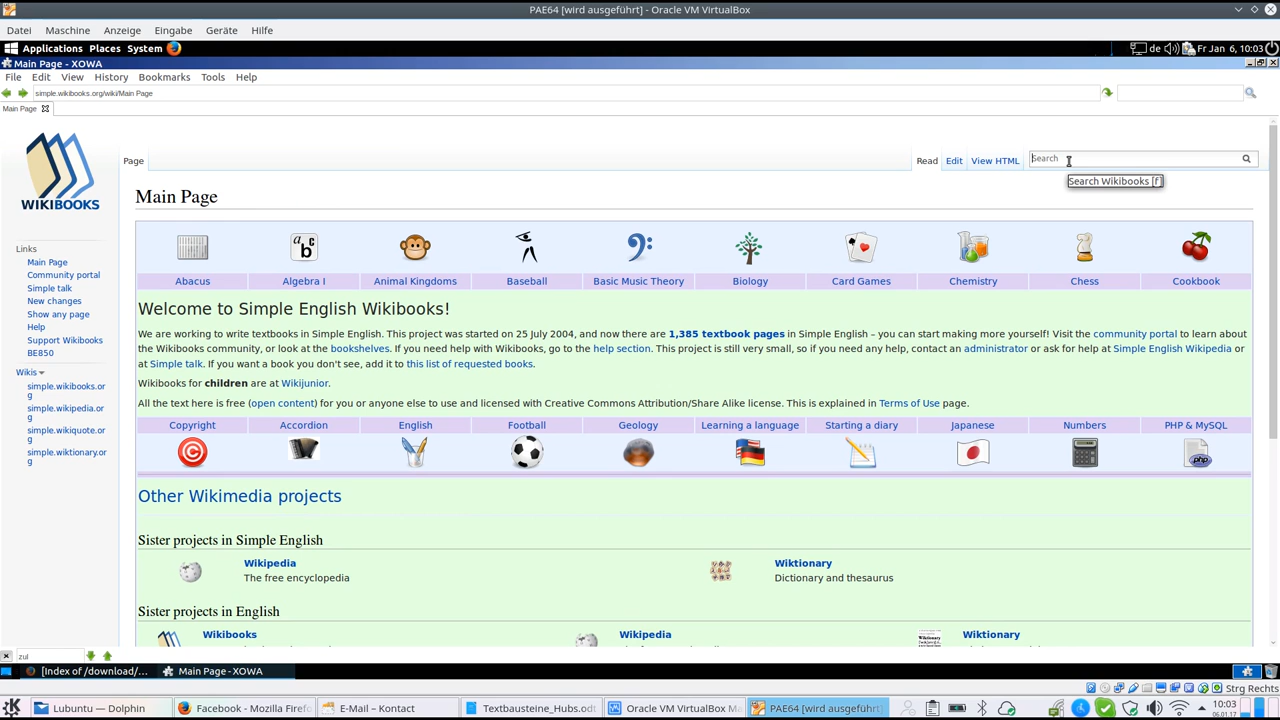 PAE64 [wird ausgeführt] - Oracle VM VirtualBox
Datei Maschine Anzeige Eingabe Geräte Hilfe
Applications Places System de Fr Jan 6, 10:03
Main Page - XOWA
File Edit View History Bookmarks Tools Help
simple.wikibooks.org/wiki/Main Page
Main Page
WIKIBOOKS
Page Read Edit View HTML Search
Search Wikibooks [f]
Main Page
Links
Main Page
Community portal
Simple talk
New changes
Show any page
Help
Support Wikibooks
BE850
Wikis
simple.wikibooks.or
g
simple.wikipedia.or
g
simple.wikiquote.or
g
simple.wiktionary.or
g
a b c
Abacus Algebra I Animal Kingdoms Baseball Basic Music Theory Biology Card Games Chemistry Chess Cookbook
Welcome to Simple English Wikibooks!
We are working to write textbooks in Simple English. This project was started on 25 July 2004, and now there are 1,385 textbook pages in Simple English – you can start making more yourself! Visit the community portal to learn about
the Wikibooks community, or look at the bookshelves. If you need help with Wikibooks, go to the help section. This project is still very small, so if you need any help, contact an administrator or ask for help at Simple English Wikipedia or
at Simple talk. If you want a book you don't see, add it to this list of requested books.
Wikibooks for children are at Wikijunior.
All the text here is free (open content) for you or anyone else to use and licensed with Creative Commons Attribution/Share Alike license. This is explained in Terms of Use page.
Copyright Accordion English Football Geology Learning a language Starting a diary Japanese Numbers PHP & MySQL
php
Other Wikimedia projects
Sister projects in Simple English
Wikipedia Wiktionary
The free encyclopedia Dictionary and thesaurus
Sister projects in English
Wikibooks Wikipedia Wiktionary
zul
[Index of /download/... Main Page - XOWA
Strg Rechts
Lubuntu — Dolphin Facebook - Mozilla Firef E-Mail – Kontact Textbausteine_Hubs.odt Oracle VM VirtualBox Ma PAE64 [wird ausgeführt] 10:03
06.01.17